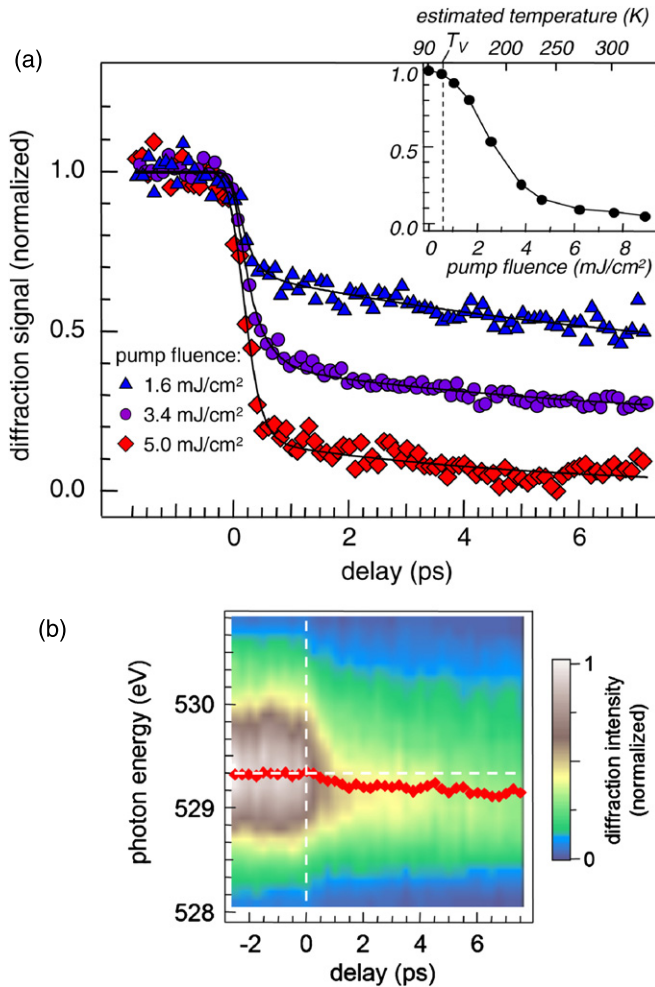 (a)
estimated temperature (K)
90 T_V 200 250 300
1.0
0.5
0.0
0 2 4 6 8
pump fluence (mJ/cm²)
diffraction signal (normalized)
1.0
0.5
0.0
pump fluence:
1.6 mJ/cm²
3.4 mJ/cm²
5.0 mJ/cm²
0 2 4 6
delay (ps)
(b)
photon energy (eV)
530
529
528
-2 0 2 4 6
delay (ps)
1
0
diffraction intensity
(normalized)